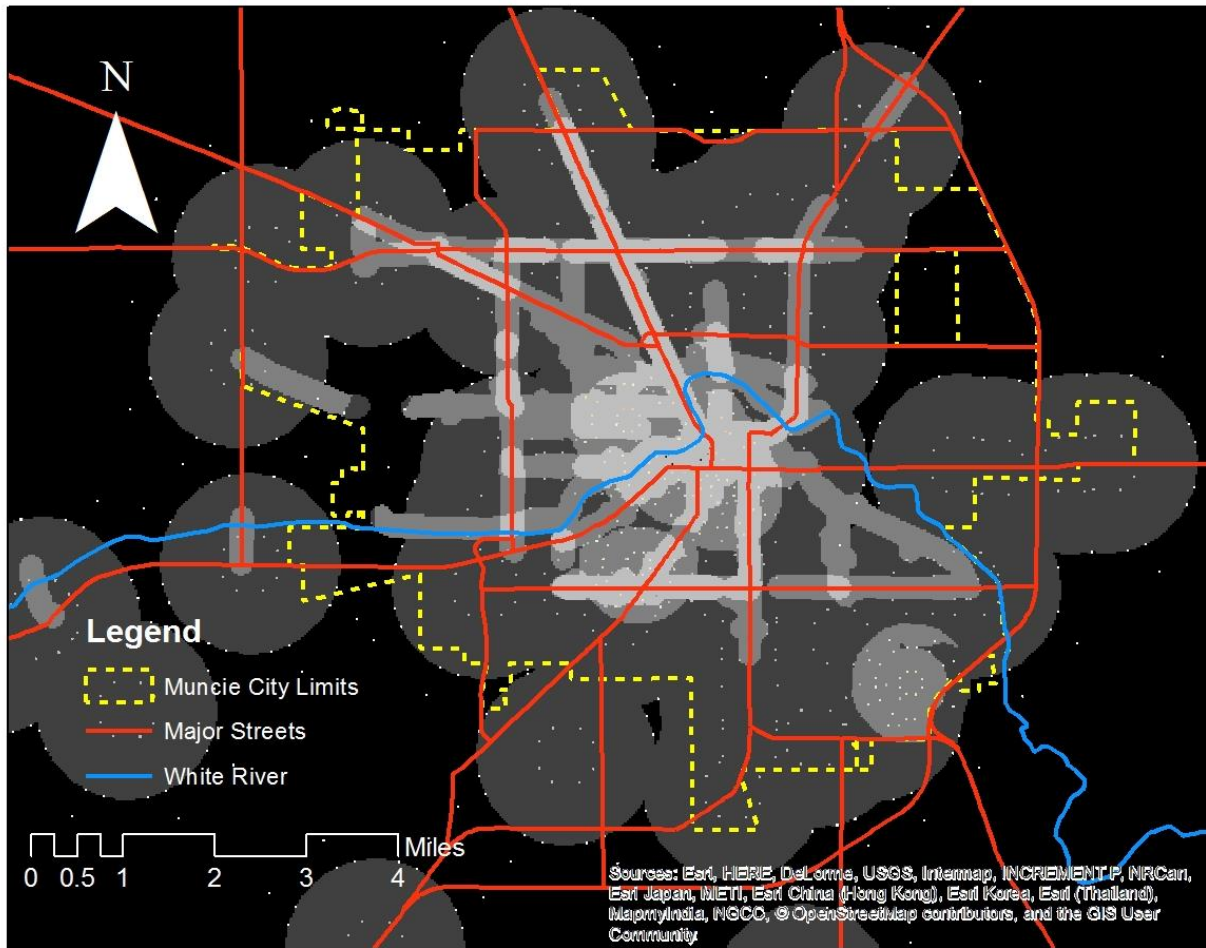 N
Legend
Muncie City Limits
Major Streets
White River
Miles
0 0.5 1 2 3 4
Sources: Esri, HERE, DeLorme, USGS, Intermap, INCREMENT P, NRCan,
Esri Japan, METI, Esri China (Hong Kong), Esri Korea, Esri (Thailand),
MapmyIndia, NGCC, © OpenStreetMap contributors, and the GIS User
Community